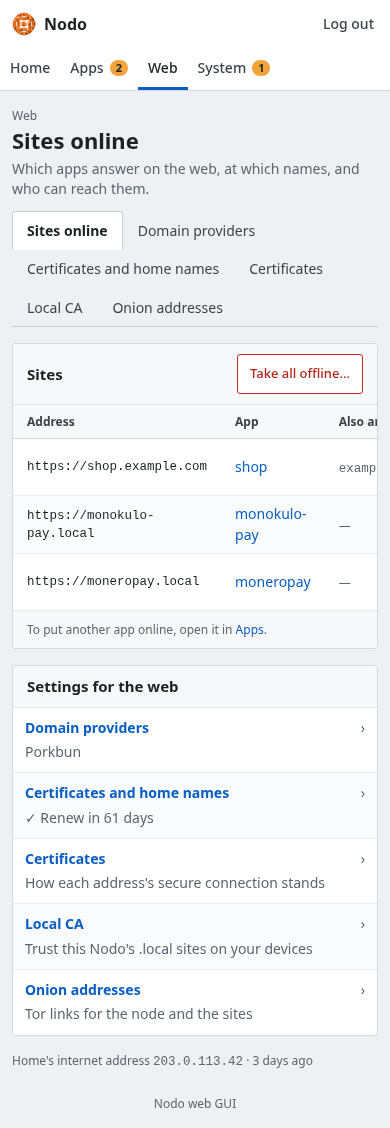 Nodo
Log out
Home
Apps 2
Web
System 1
Web
Sites online
Which apps answer on the web, at which names, and
who can reach them.
Sites online
Domain providers
Certificates and home names
Certificates
Local CA
Onion addresses
Sites
Take all offline...
Address
App
Also
https://shop.example.com
shop
examp
https://monokulo-
pay.local
monokulo-
pay
—
https://moneropay.local
moneropay
—
To put another app online, open it in Apps.
Settings for the web
Domain providers ›
Porkbun
Certificates and home names ›
✓ Renew in 61 days
Certificates ›
How each address's secure connection stands
Local CA ›
Trust this Nodo's .local sites on your devices
Onion addresses ›
Tor links for the node and the sites
Home's internet address 203.0.113.42 · 3 days ago
Nodo web GUI